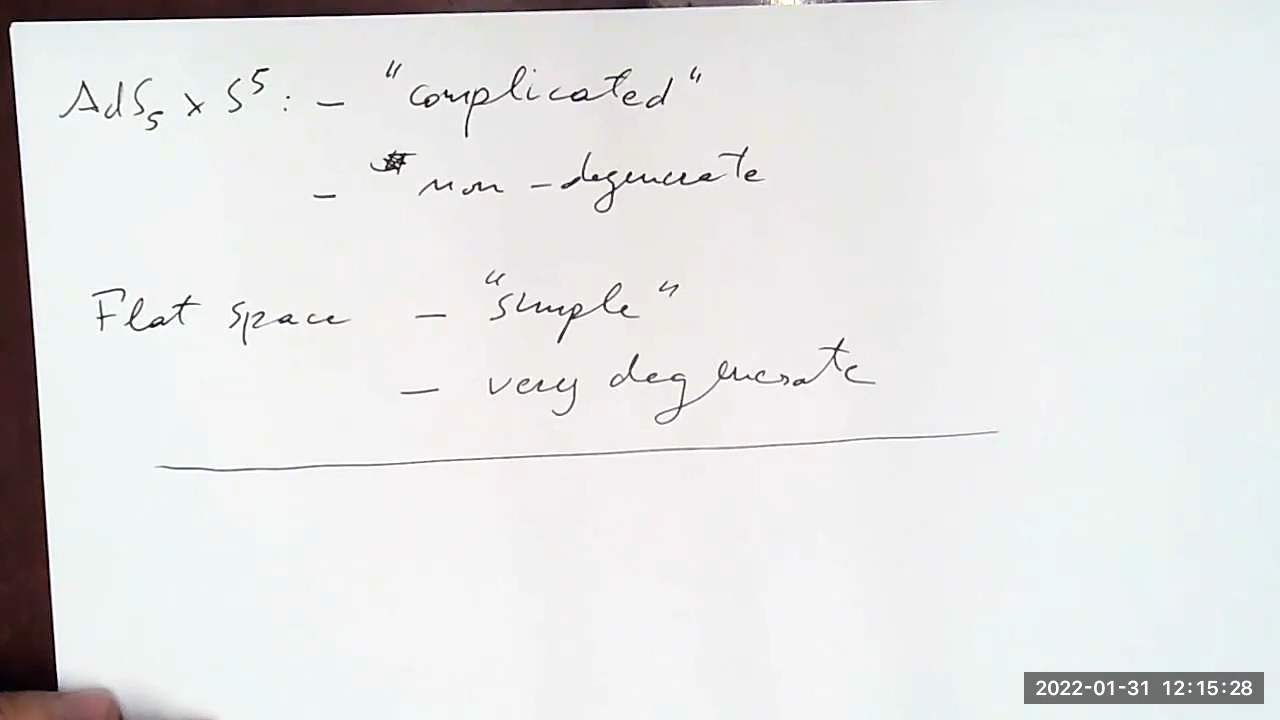 AdS₅ × S⁵ : – "complicated"
– non-degenerate
Flat space – "simple"
– very degenerate
2022-01-31 12:15:28